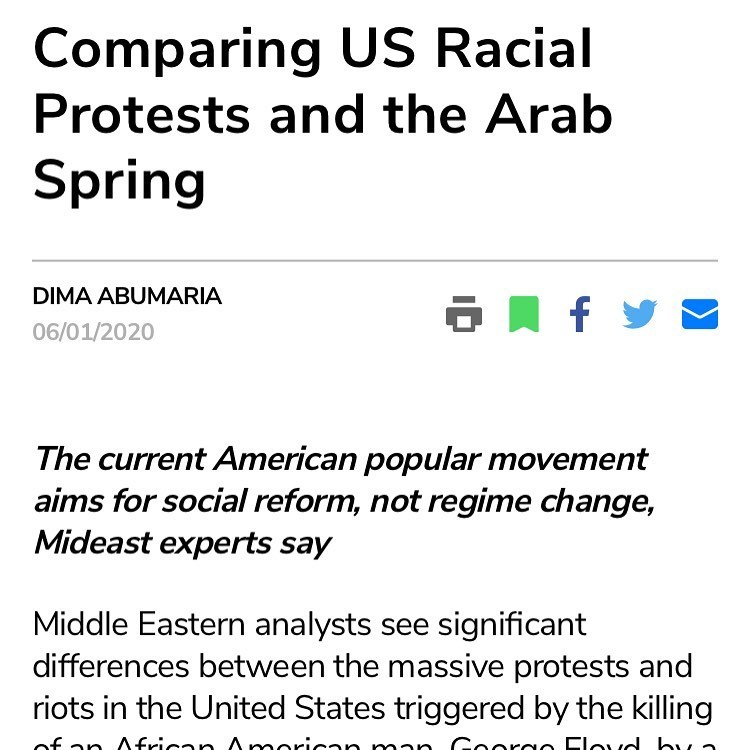 Comparing US Racial
Protests and the Arab
Spring
DIMA ABUMARIA
06/01/2020
The current American popular movement
aims for social reform, not regime change,
Mideast experts say
Middle Eastern analysts see significant
differences between the massive protests and
riots in the United States triggered by the killing
of an African American man, George Floyd, by a